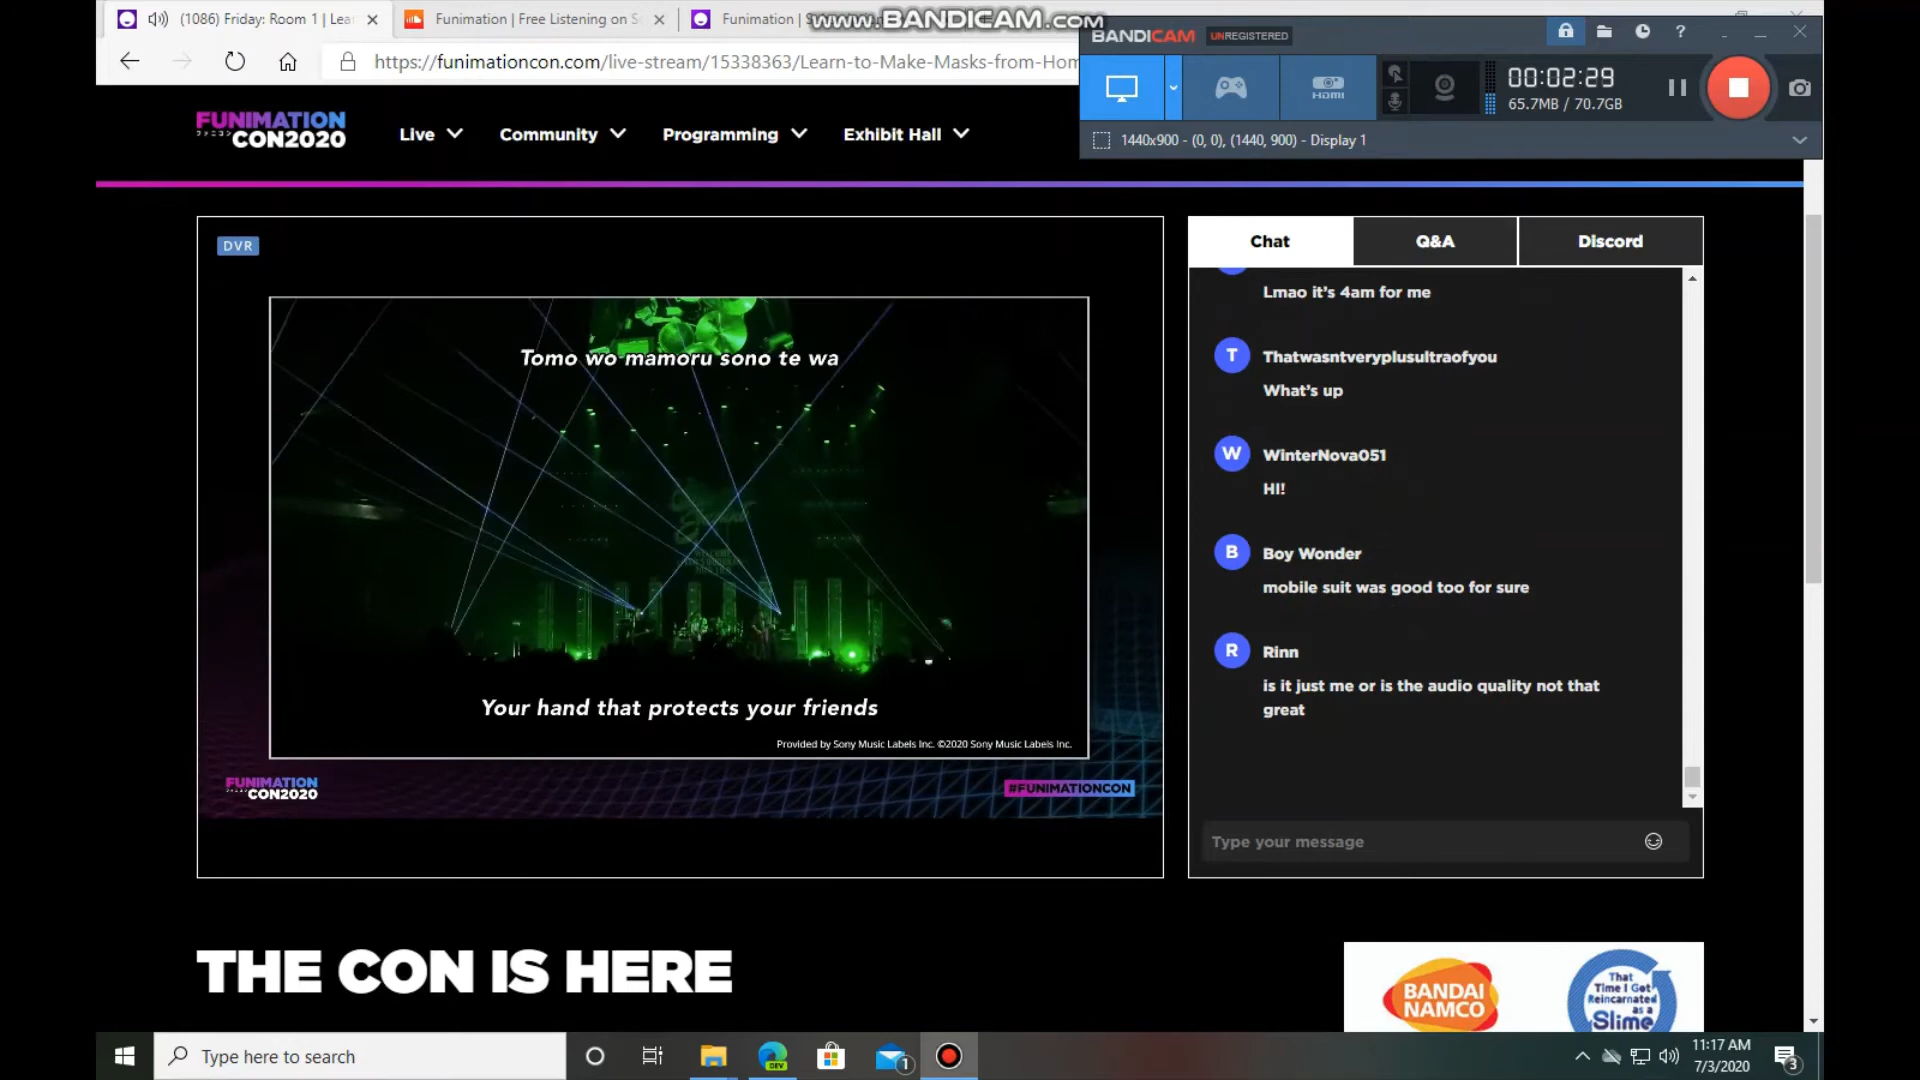 (1086) Friday: Room 1 | Lea
Funimation | Free Listening on S
Funimation | S
www.BANDICAM.com
https://funimationcon.com/live-stream/15338363/Learn-to-Make-Masks-from-Hom
BANDICAM UNREGISTERED
HDMI
00:02:29
65.7MB / 70.7GB
1440x900 - (0, 0), (1440, 900) - Display 1
FUNIMATION
CON2020
Live
Community
Programming
Exhibit Hall
DVR
Tomo wo mamoru sono te wa
Your hand that protects your friends
Provided by Sony Music Labels Inc. ©2020 Sony Music Labels Inc.
FUNIMATION
CON2020
#FUNIMATIONCON
Chat
Q&A
Discord
Lmao it's 4am for me
T
Thatwasntveryplusultraofyou
What's up
W
WinterNova051
HI!
B
Boy Wonder
mobile suit was good too for sure
R
Rinn
is it just me or is the audio quality not that
great
Type your message
THE CON IS HERE
BANDAI
NAMCO
That
Time I Got
Reincarnated
as a
Slime
Type here to search
DEV
1
11:17 AM
7/3/2020
3